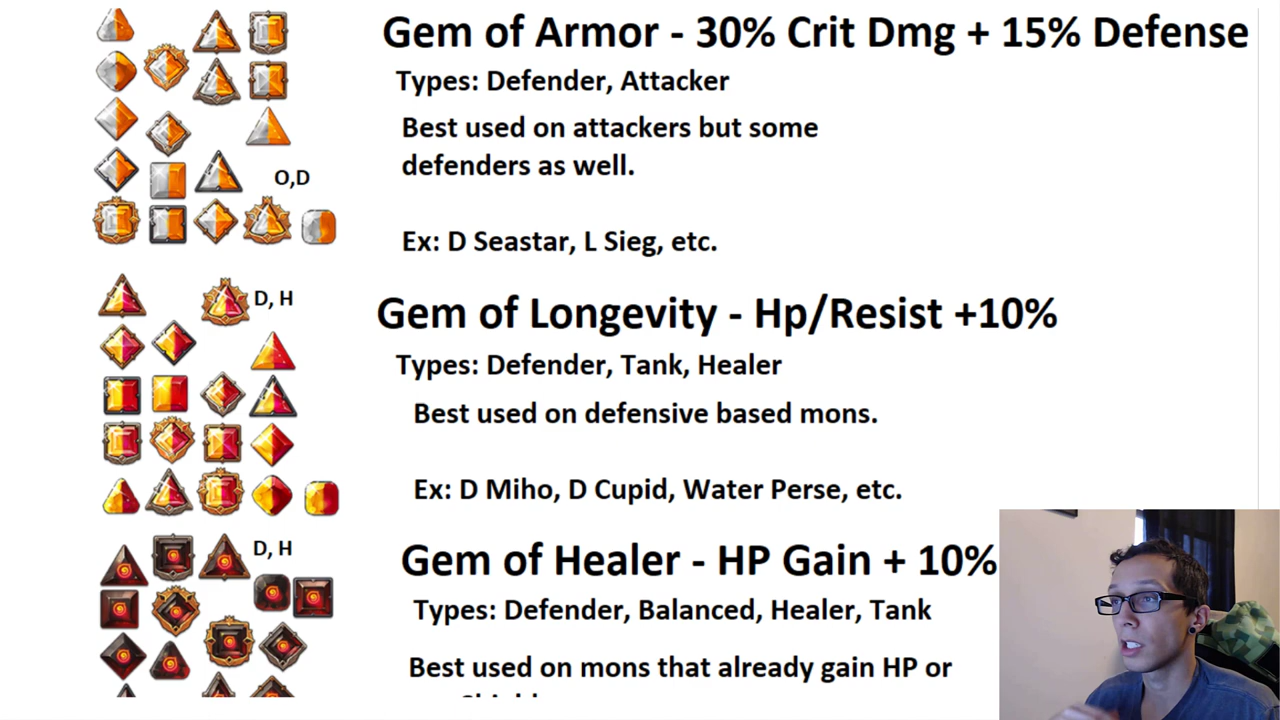 Gem of Armor - 30% Crit Dmg + 15% Defense
Types: Defender, Attacker
Best used on attackers but some
defenders as well.
O,D
Ex: D Seastar, L Sieg, etc.
D, H
Gem of Longevity - Hp/Resist +10%
Types: Defender, Tank, Healer
Best used on defensive based mons.
Ex: D Miho, D Cupid, Water Perse, etc.
D, H
Gem of Healer - HP Gain + 10%
Types: Defender, Balanced, Healer, Tank
Best used on mons that already gain HP or